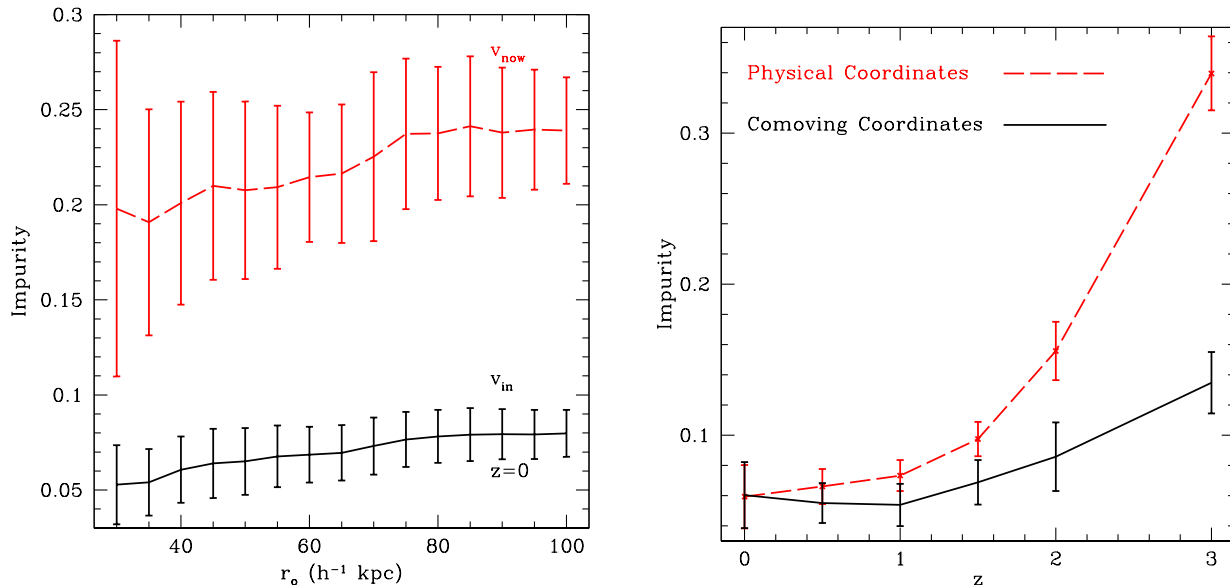 0.3
0.25
0.2
0.15
0.1
0.05
Impurity
v_now
v_in
z=0
40 60 80 100
r_o (h⁻¹ kpc)
Physical Coordinates
Comoving Coordinates
0.3
0.2
0.1
Impurity
0 1 2 3
z